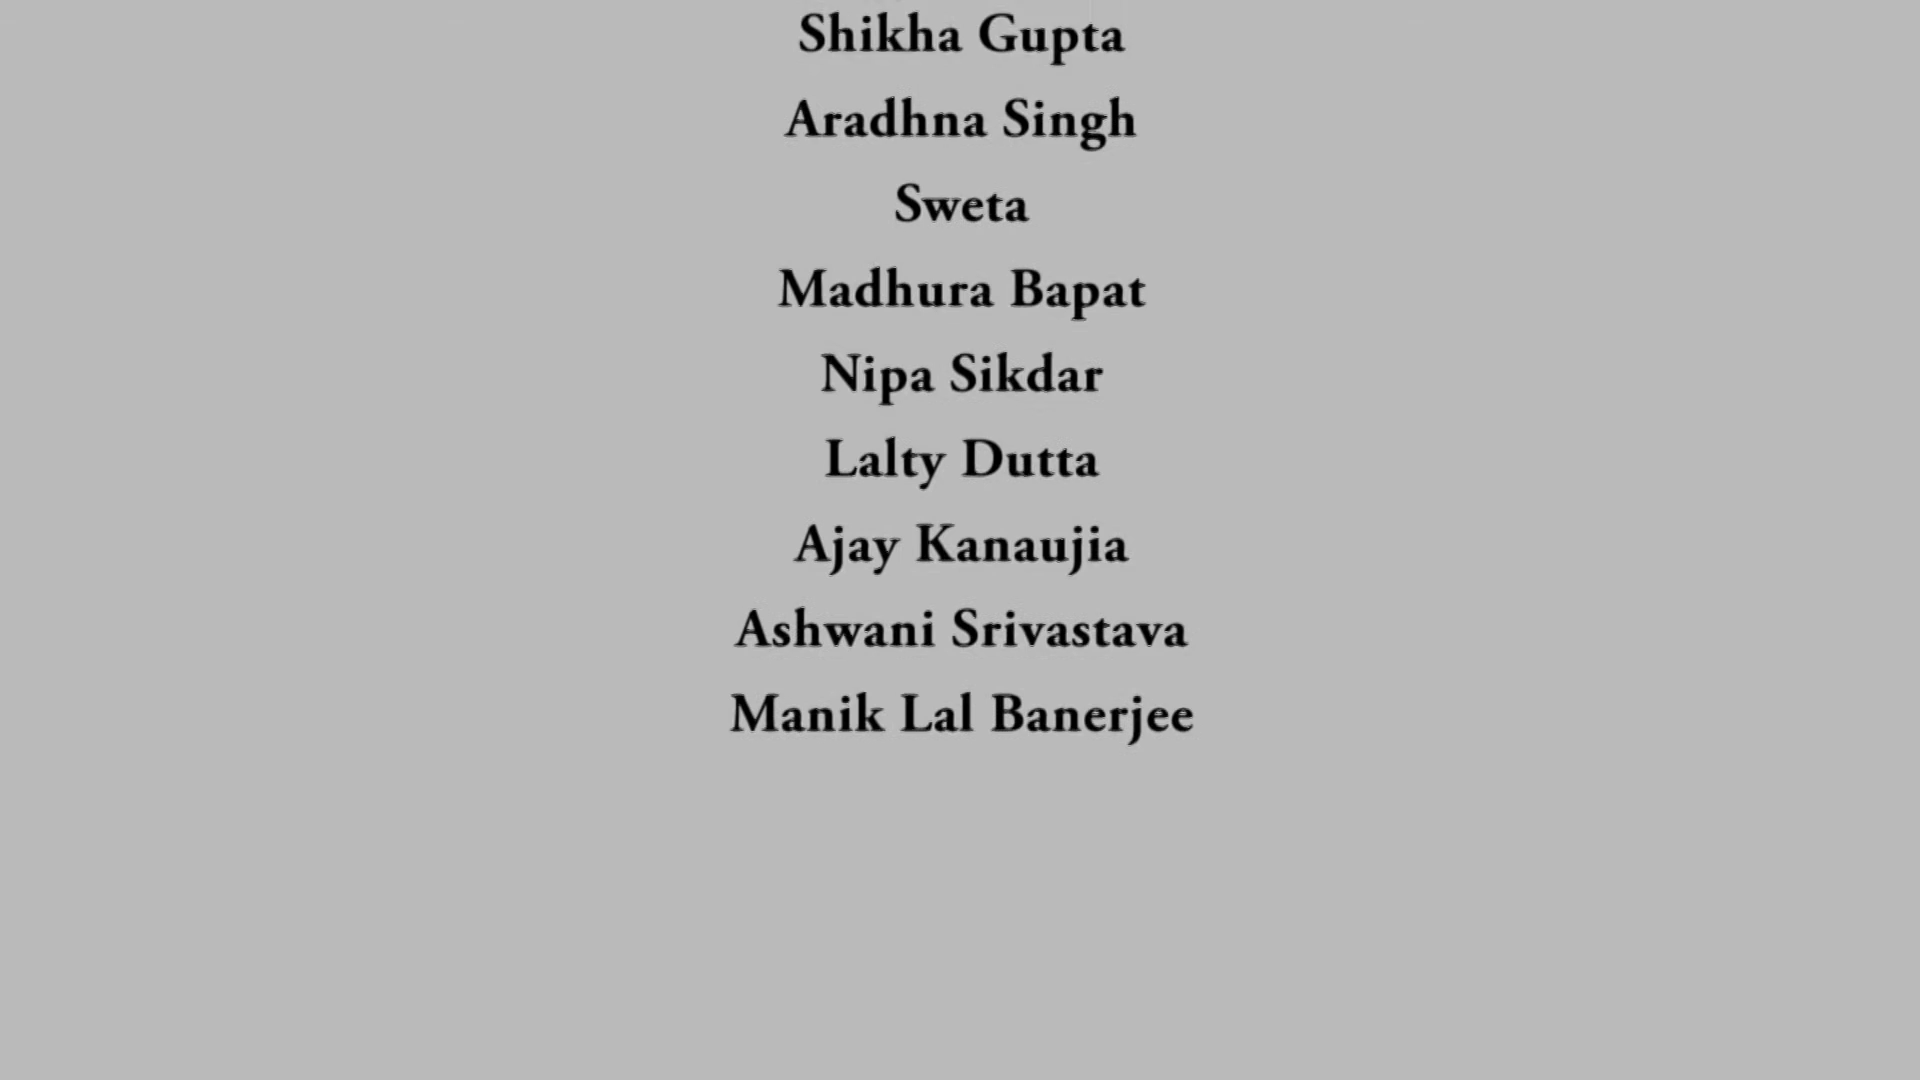 Shikha Gupta
Aradhna Singh
Sweta
Madhura Bapat
Nipa Sikdar
Lalty Dutta
Ajay Kanaujia
Ashwani Srivastava
Manik Lal Banerjee